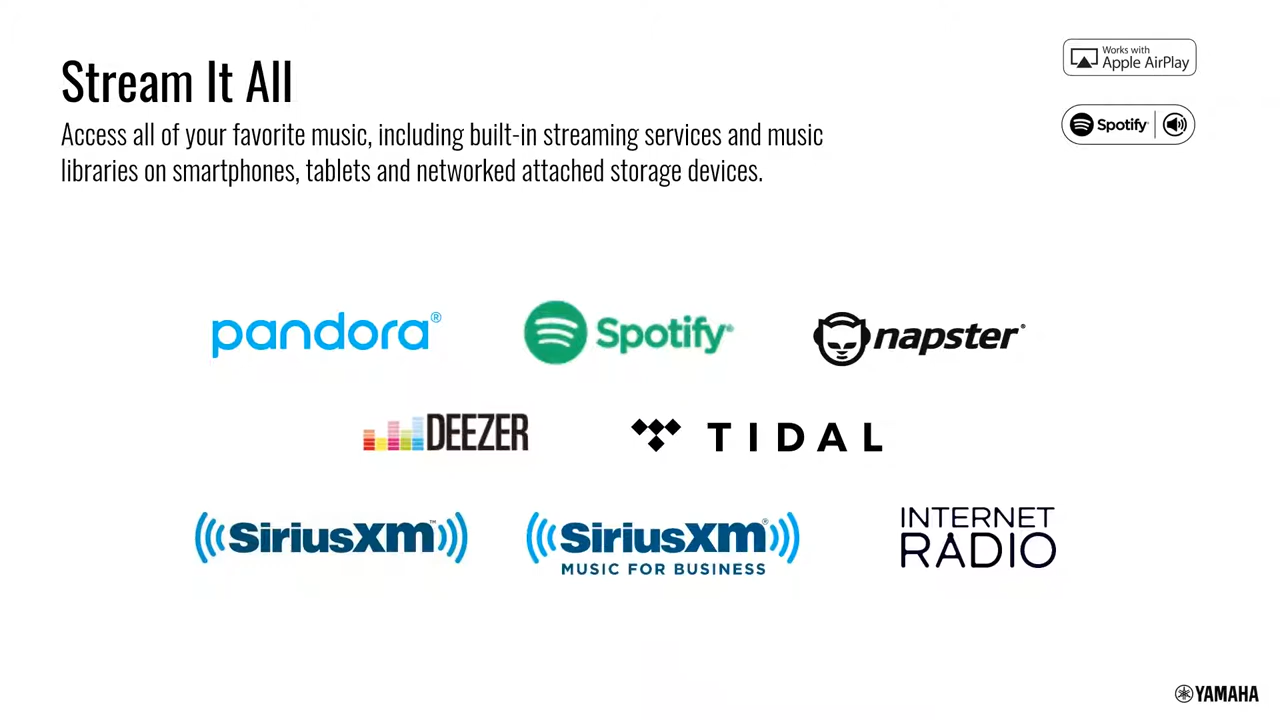 Stream It All
Access all of your favorite music, including built-in streaming services and music
libraries on smartphones, tablets and networked attached storage devices.
Works with
Apple AirPlay
Spotify
pandora®
Spotify®
napster®
DEEZER
TIDAL
SiriusXM™
SiriusXM®
MUSIC FOR BUSINESS
INTERNET
RADIO
YAMAHA